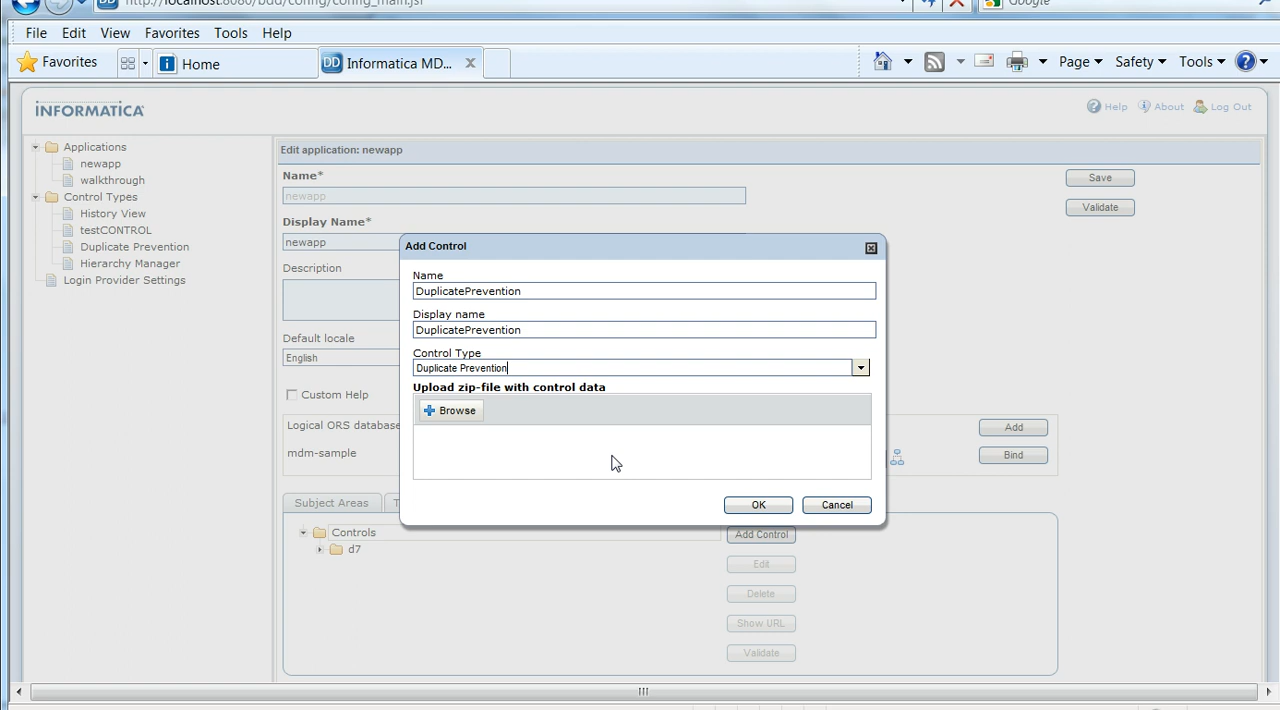 http://localhost:8080/bdd/config/config_main.jsf
Google
File Edit View Favorites Tools Help
Favorites
Home
Informatica MD...
Page Safety Tools
INFORMATICA
Help About Log Out
Applications
newapp
walkthrough
Control Types
History View
testCONTROL
Duplicate Prevention
Hierarchy Manager
Login Provider Settings
Edit application: newapp
Name*
newapp
Save
Display Name*
Validate
newapp
Description
Default locale
English
Custom Help
Logical ORS database
Add
mdm-sample
Bind
Subject Areas T
Controls
d7
Add Control
Edit
Delete
Show URL
Validate
Add Control
Name
DuplicatePrevention
Display name
DuplicatePrevention
Control Type
Duplicate Prevention
Upload zip-file with control data
Browse
OK Cancel